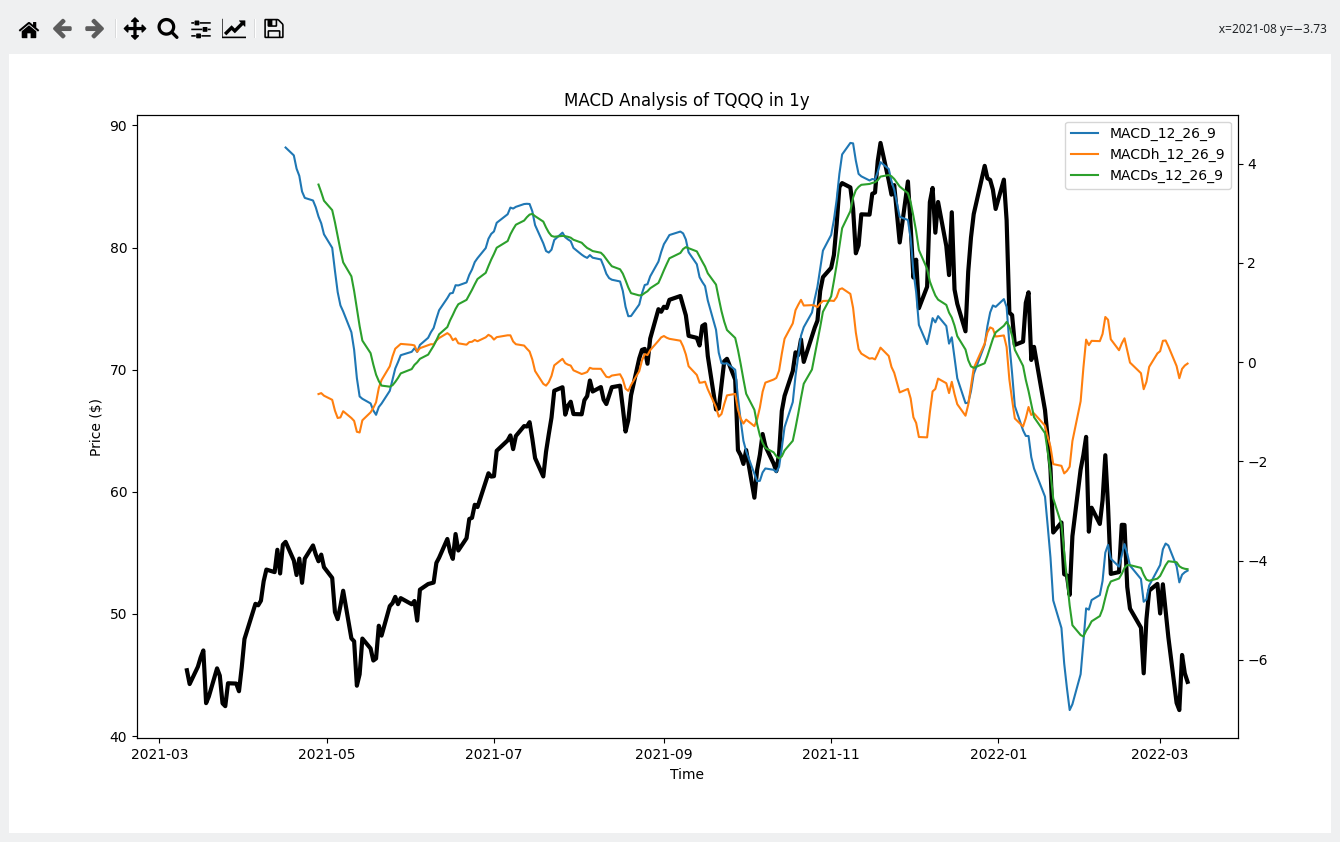 x=2021-08 y=−3.73
MACD Analysis of TQQQ in 1y
MACD_12_26_9
MACDh_12_26_9
MACDs_12_26_9
90
80
70
60
50
40
Price ($)
4
2
0
−2
−4
−6
2021-03 2021-05 2021-07 2021-09 2021-11 2022-01 2022-03
Time